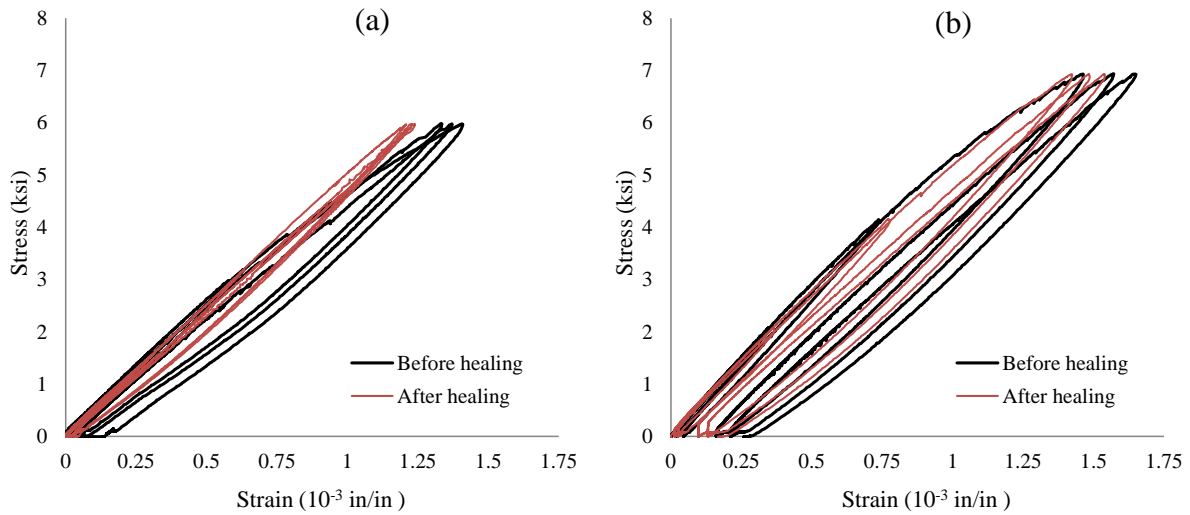 (a)
8
7
6
5
4
3
2
1
0
Stress (ksi)
Before healing
After healing
0 0.25 0.5 0.75 1 1.25 1.5 1.75
Strain (10⁻³ in/in )
(b)
8
7
6
5
4
3
2
1
0
Stress (ksi)
Before healing
After healing
0 0.25 0.5 0.75 1 1.25 1.5 1.75
Strain (10⁻³ in/in )